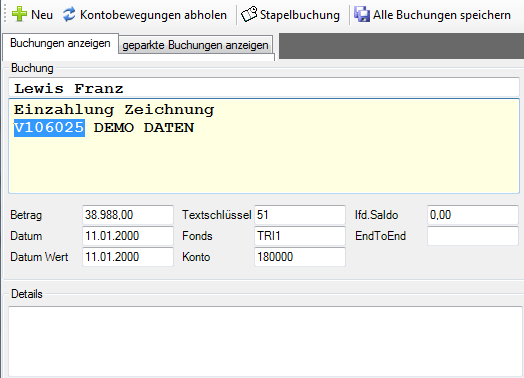 Neu Kontobewegungen abholen Stapelbuchung Alle Buchungen speichern
Buchungen anzeigen geparkte Buchungen anzeigen
Buchung
Lewis Franz
Einzahlung Zeichnung
V106025 DEMO DATEN
Betrag 38.988,00 Textschlüssel 51 lfd.Saldo 0,00
Datum 11.01.2000 Fonds TRI1 EndToEnd
Datum Wert 11.01.2000 Konto 180000
Details